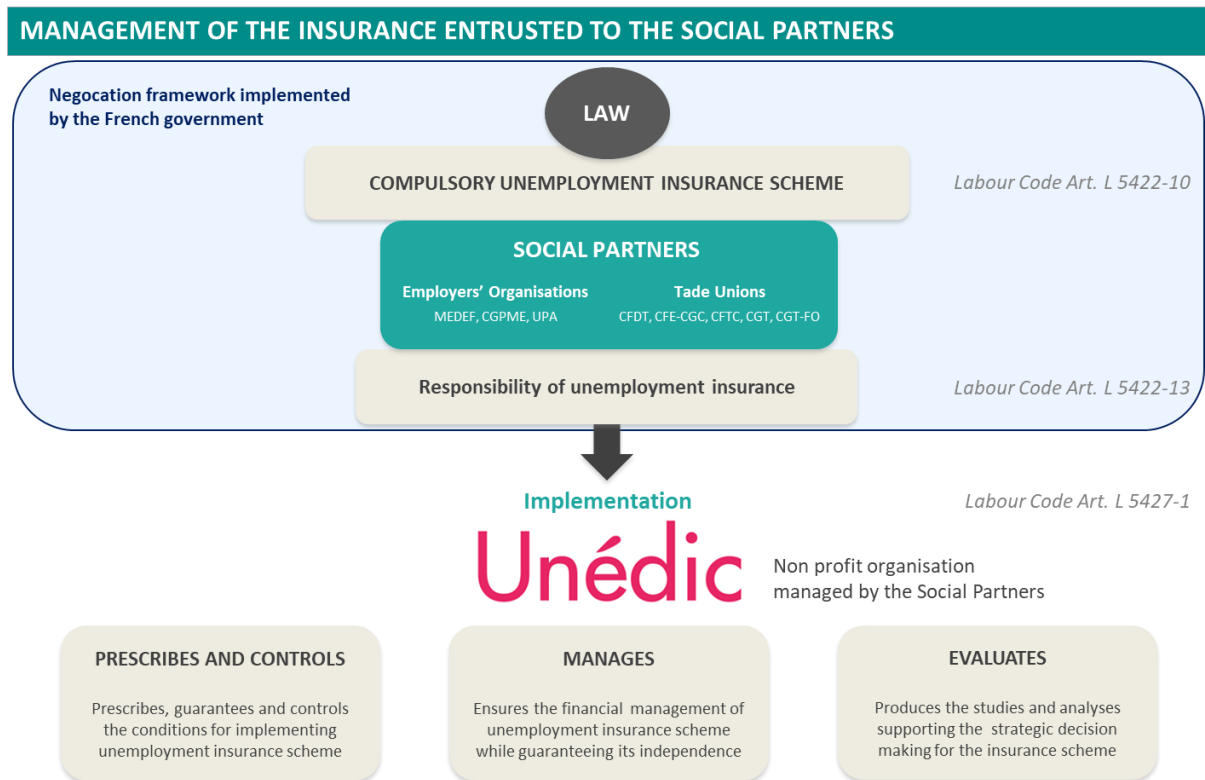 MANAGEMENT OF THE INSURANCE ENTRUSTED TO THE SOCIAL PARTNERS
Negocation framework implemented
by the French government
LAW
COMPULSORY UNEMPLOYMENT INSURANCE SCHEME
Labour Code Art. L 5422-10
SOCIAL PARTNERS
Employers' Organisations
MEDEF, CGPME, UPA
Tade Unions
CFDT, CFE-CGC, CFTC, CGT, CGT-FO
Responsibility of unemployment insurance
Labour Code Art. L 5422-13
Implementation
Labour Code Art. L 5427-1
Unédic
Non profit organisation
managed by the Social Partners
PRESCRIBES AND CONTROLS
Prescribes, guarantees and controls
the conditions for implementing
unemployment insurance scheme
MANAGES
Ensures the financial management of
unemployment insurance scheme
while guaranteeing its independence
EVALUATES
Produces the studies and analyses
supporting the strategic decision
making for the insurance scheme